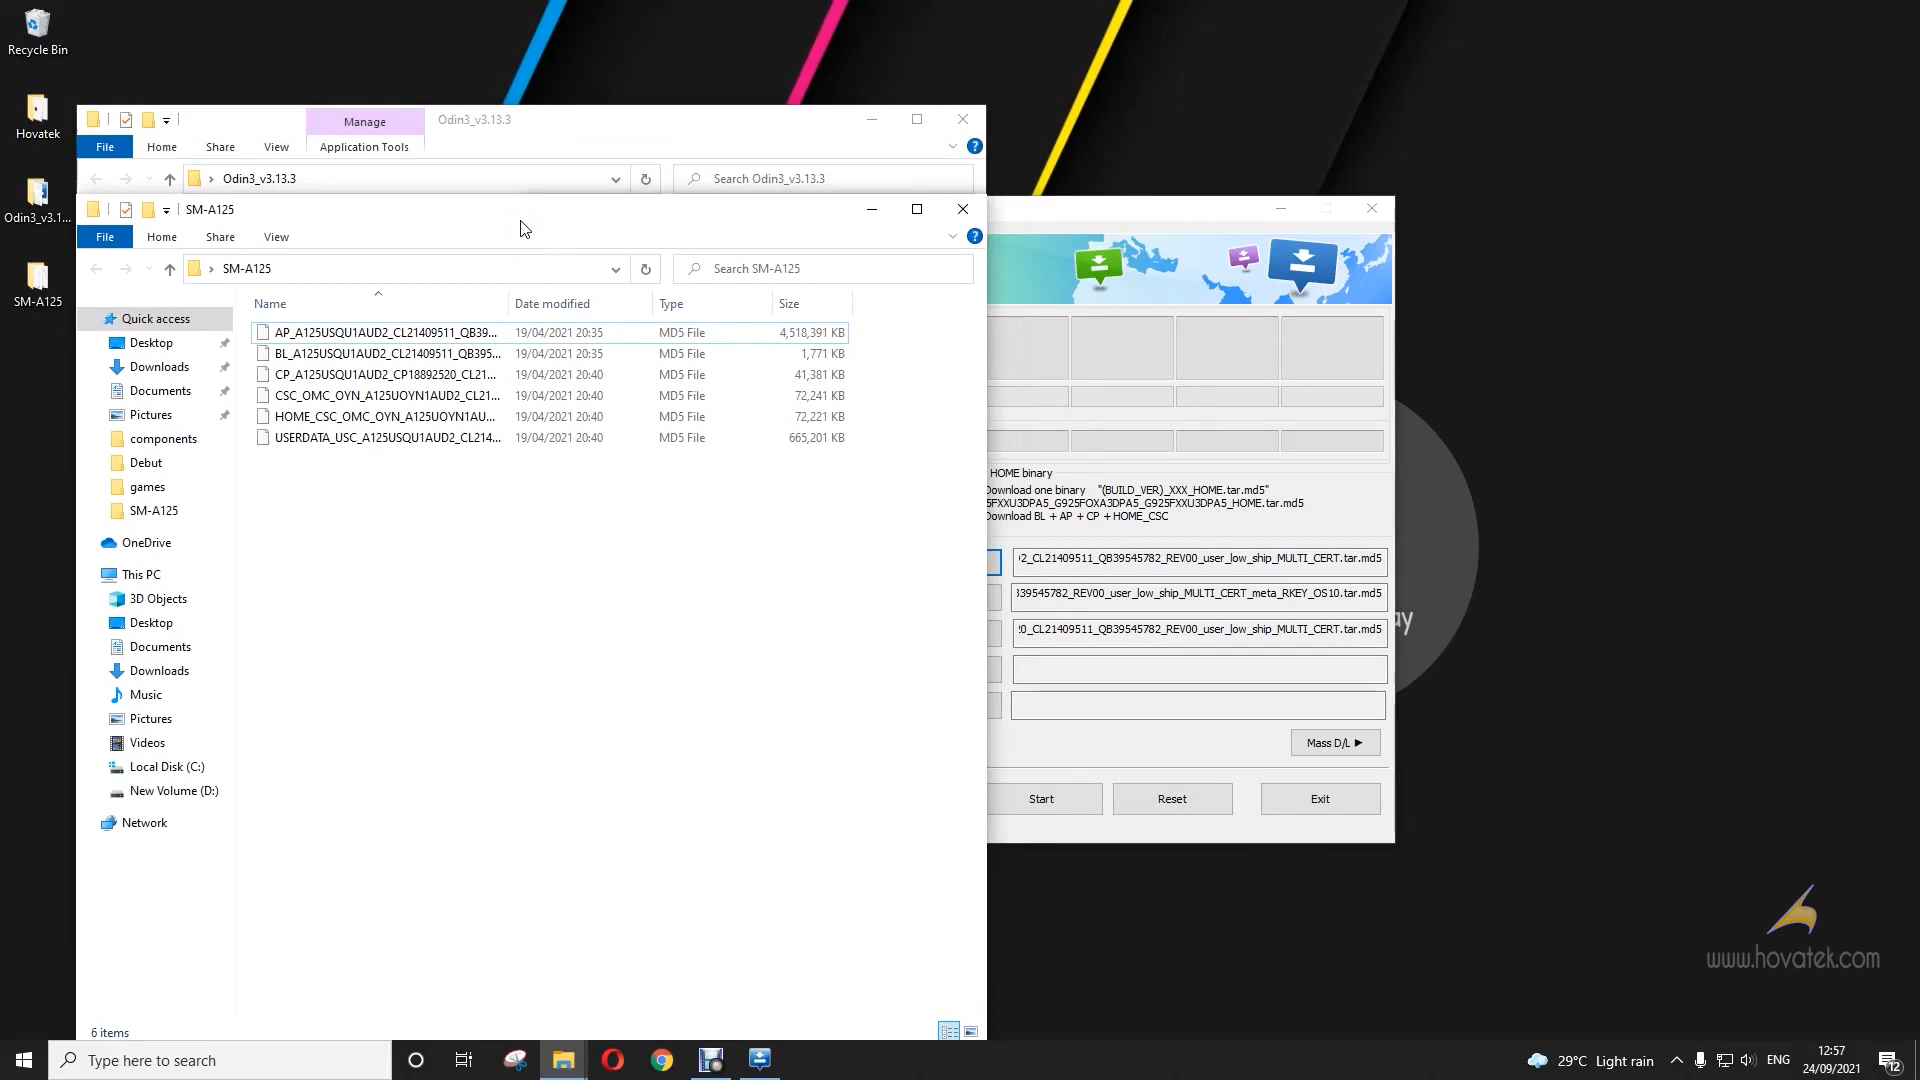 Recycle Bin
Hovatek
Odin3_v3.1...
SM-A125
Manage
Odin3_v3.13.3
File Home Share View Application Tools
Odin3_v3.13.3
Search Odin3_v3.13.3
SM-A125
File Home Share View
SM-A125
Search SM-A125
Name Date modified Type Size
AP_A125USQU1AUD2_CL21409511_QB39... 19/04/2021 20:35 MD5 File 4,518,391 KB
BL_A125USQU1AUD2_CL21409511_QB395... 19/04/2021 20:35 MD5 File 1,771 KB
CP_A125USQU1AUD2_CP18892520_CL21... 19/04/2021 20:40 MD5 File 41,381 KB
CSC_OMC_OYN_A125UOYN1AUD2_CL21... 19/04/2021 20:40 MD5 File 72,241 KB
HOME_CSC_OMC_OYN_A125UOYN1AU... 19/04/2021 20:40 MD5 File 72,221 KB
USERDATA_USC_A125USQU1AUD2_CL214... 19/04/2021 20:40 MD5 File 665,201 KB
Quick access
Desktop
Downloads
Documents
Pictures
components
Debut
games
SM-A125
OneDrive
This PC
3D Objects
Desktop
Documents
Downloads
Music
Pictures
Videos
Local Disk (C:)
New Volume (D:)
Network
6 items
HOME binary
Download one binary "(BUILD_VER)_XXX_HOME.tar.md5"
5FXXU3DPA5_G925FOXA3DPA5_G925FXXU3DPA5_HOME.tar.md5
Download BL + AP + CP + HOME_CSC
2_CL21409511_QB39545782_REV00_user_low_ship_MULTI_CERT.tar.md5
39545782_REV00_user_low_ship_MULTI_CERT_meta_RKEY_OS10.tar.md5
0_CL21409511_QB39545782_REV00_user_low_ship_MULTI_CERT.tar.md5
Mass D/L ►
Start Reset Exit
ay
www.hovatek.com
Type here to search
29°C Light rain
ENG
12:57
24/09/2021
12